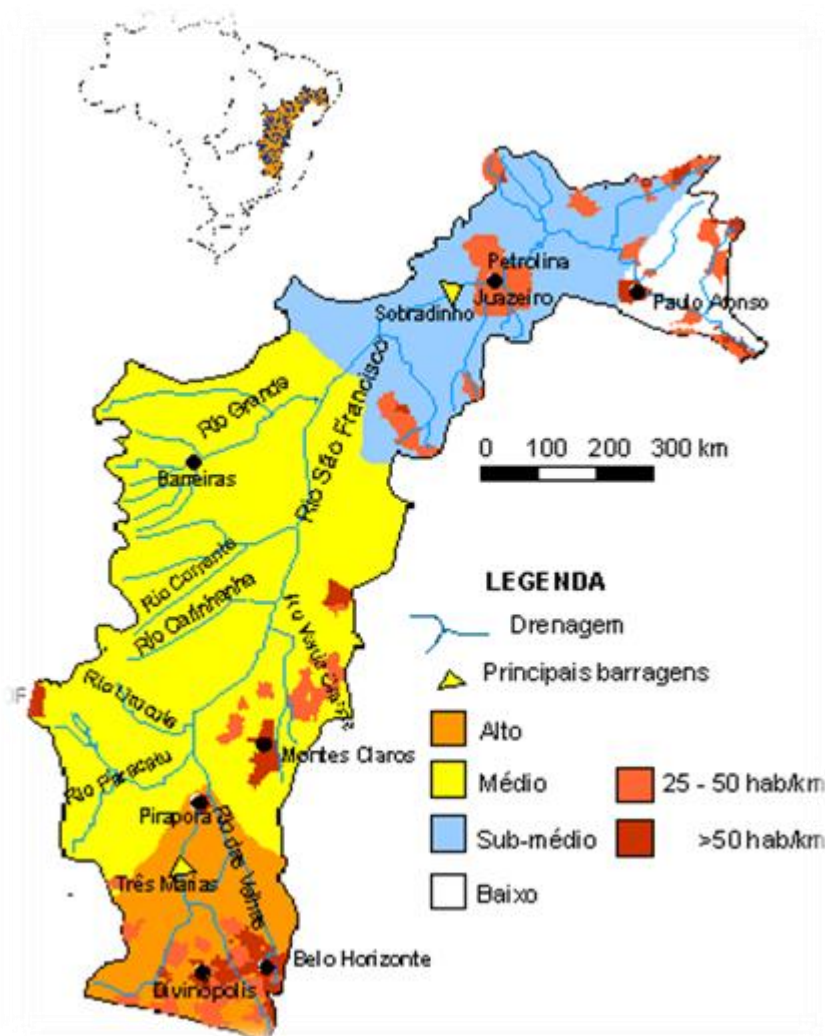 Petrolina
Juazeiro
Sobradinho
Paulo Afonso
Rio Grande
Rio São Francisco
Barreiras
0 100 200 300 km
Rio Corrente
Rio Carinhanha
LEGENDA
Drenagem
Principais barragens
Alto
Médio
25 - 50 hab/km
Sub-médio
>50 hab/km
Baixo
Montes Claros
Rio Paracatu
Pirapora
Rio das Velhas
Três Marias
Belo Horizonte
Divinópolis